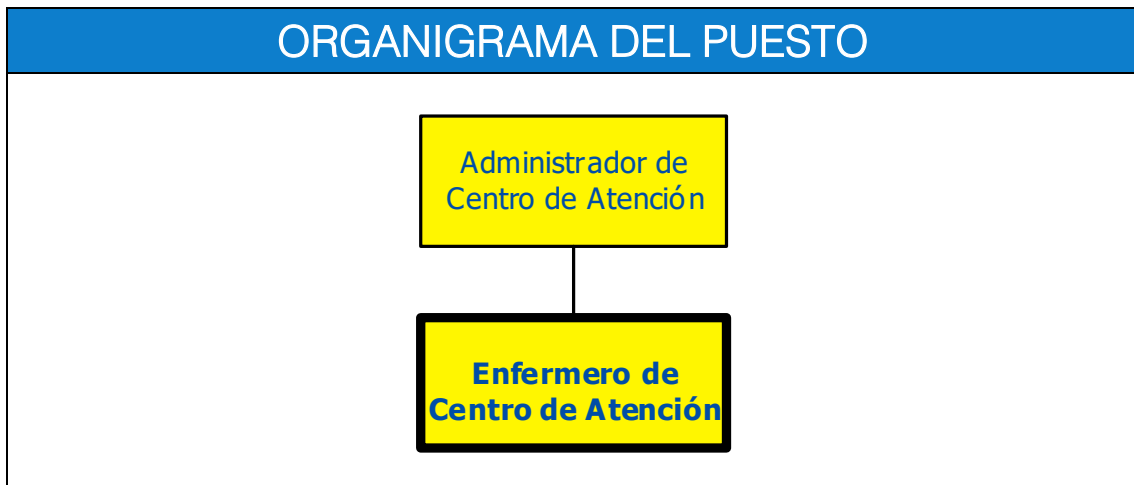 ORGANIGRAMA DEL PUESTO
Administrador de
Centro de Atención
Enfermero de
Centro de Atención